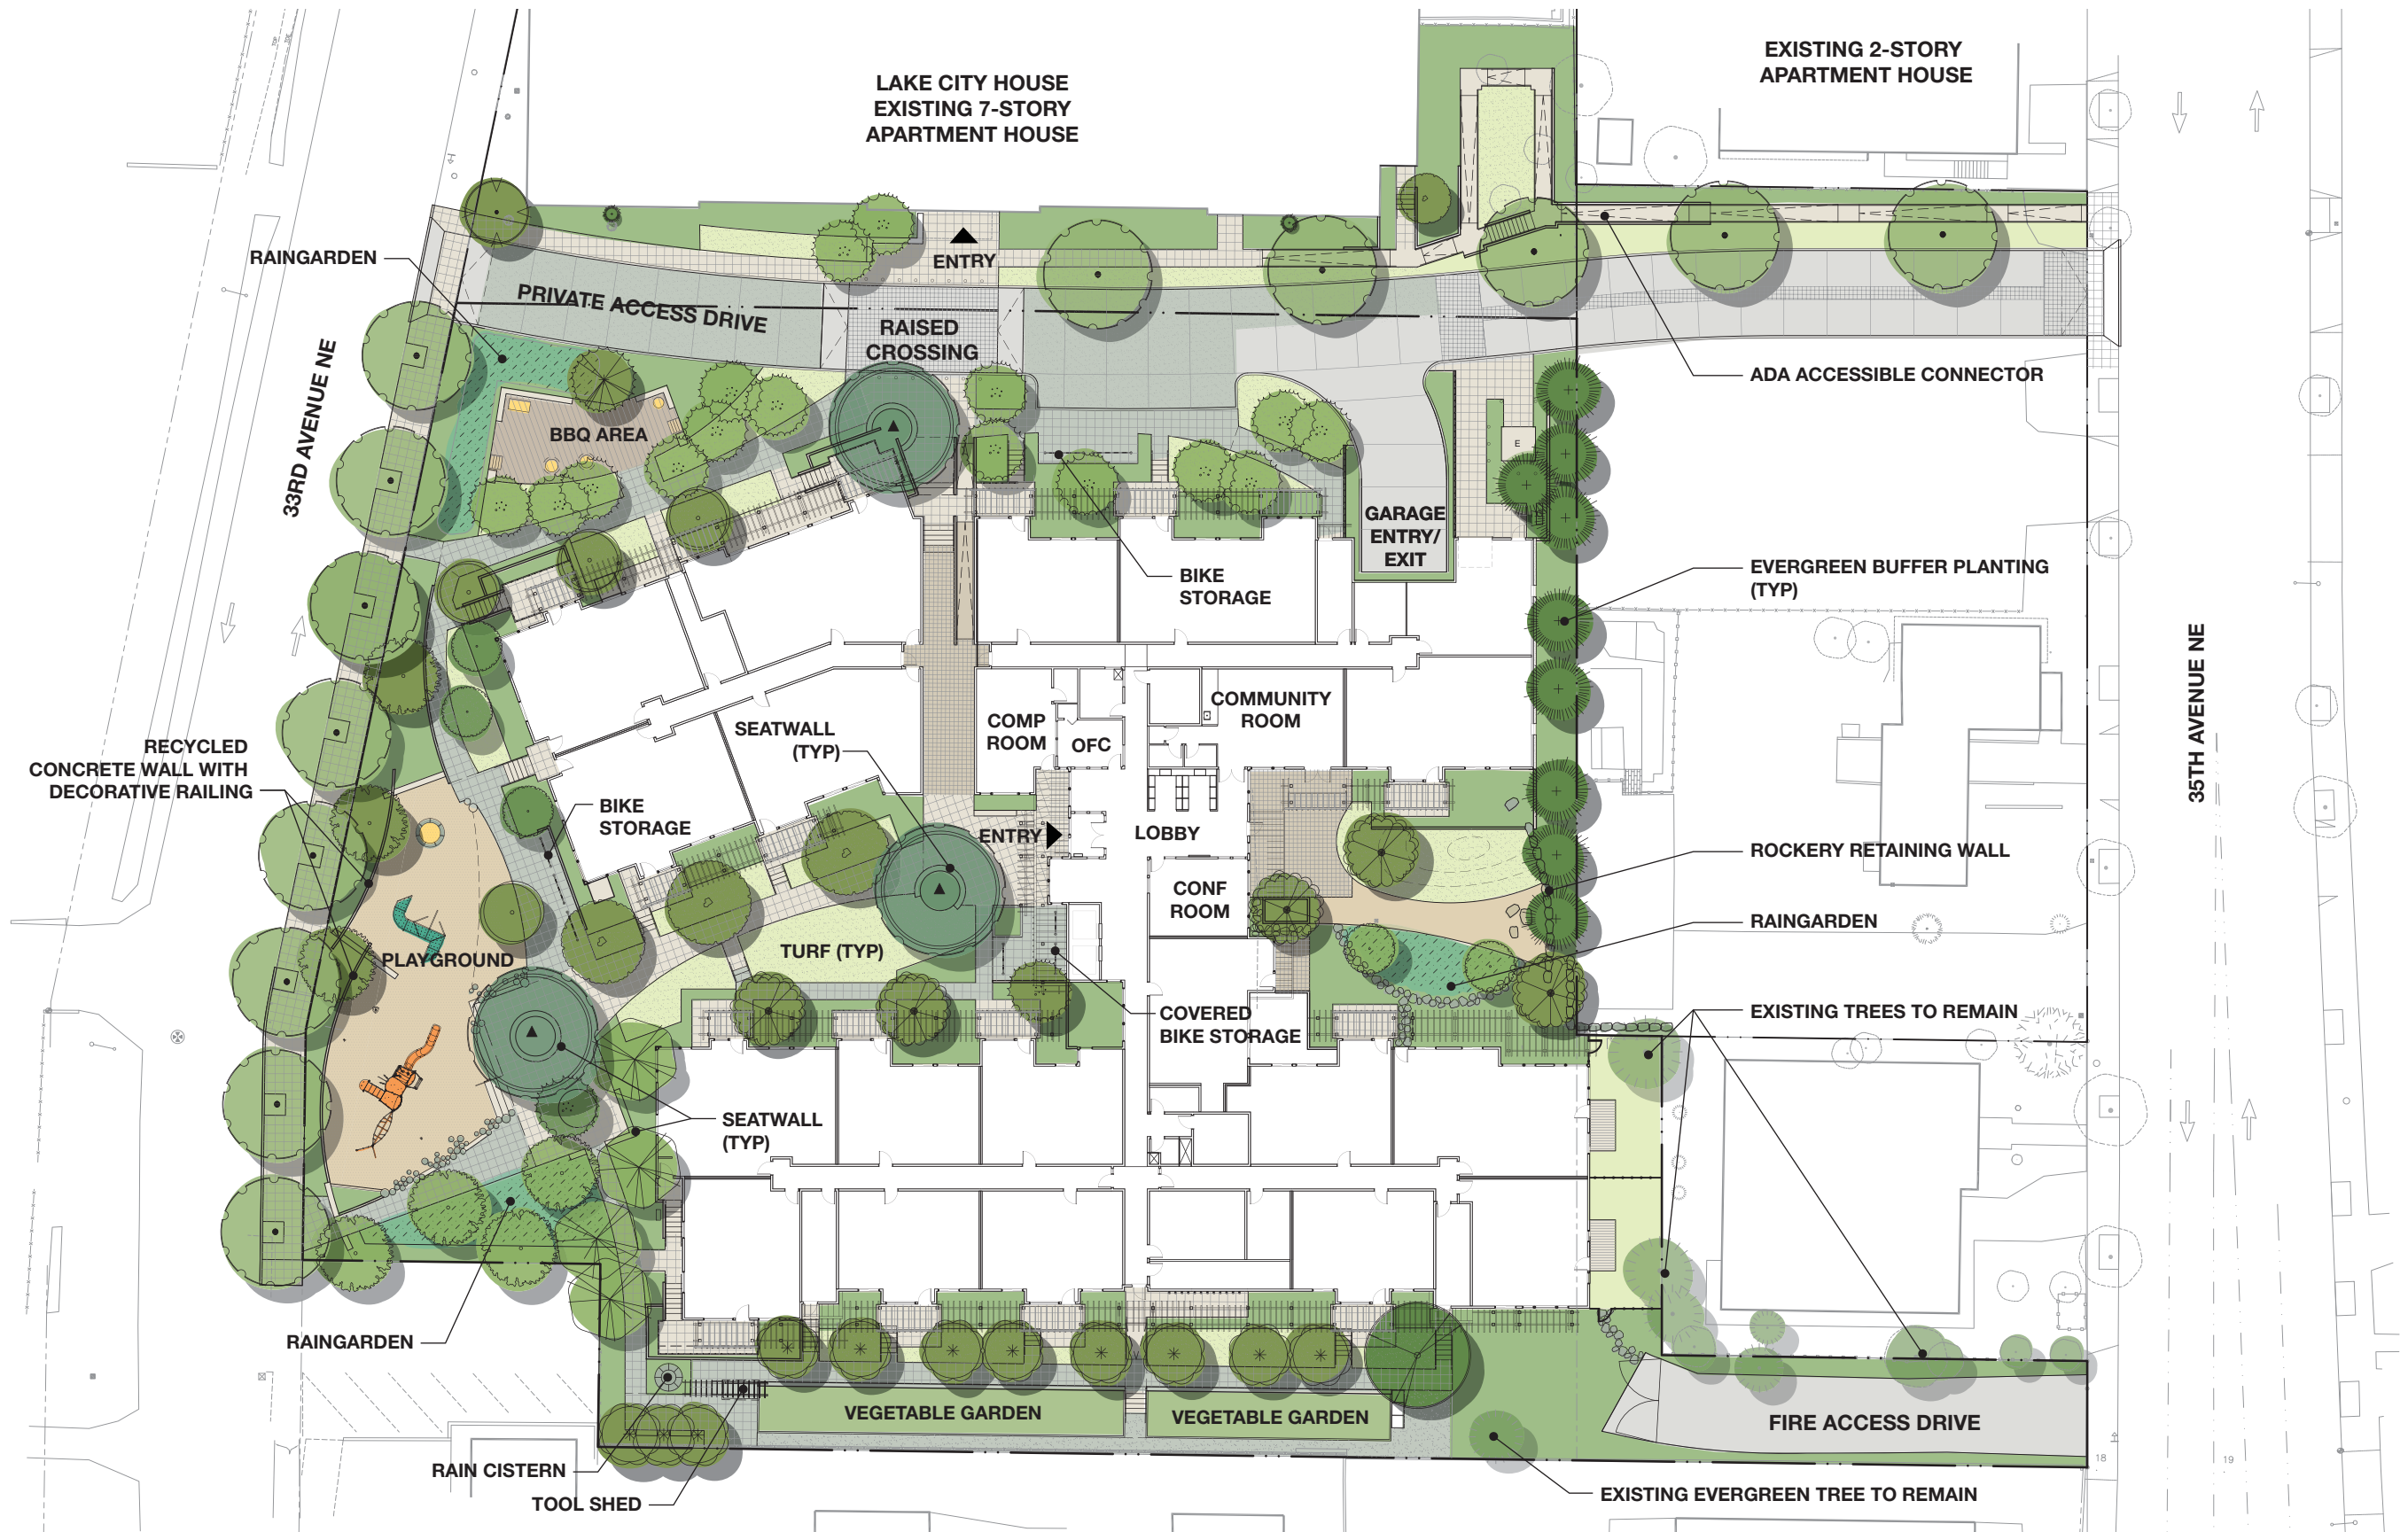 LAKE CITY HOUSE
EXISTING 7-STORY
APARTMENT HOUSE
EXISTING 2-STORY
APARTMENT HOUSE
RAINGARDEN
ENTRY
PRIVATE ACCESS DRIVE
RAISED
CROSSING
ADA ACCESSIBLE CONNECTOR
33RD AVENUE NE
BBQ AREA
E
GARAGE
ENTRY/
EXIT
BIKE
STORAGE
EVERGREEN BUFFER PLANTING
(TYP)
35TH AVENUE NE
COMMUNITY
ROOM
COMP
ROOM
OFC
SEATWALL
(TYP)
RECYCLED
CONCRETE WALL WITH
DECORATIVE RAILING
BIKE
STORAGE
ENTRY
LOBBY
ROCKERY RETAINING WALL
CONF
ROOM
RAINGARDEN
TURF (TYP)
PLAYGROUND
COVERED
BIKE STORAGE
EXISTING TREES TO REMAIN
SEATWALL
(TYP)
RAINGARDEN
VEGETABLE GARDEN
VEGETABLE GARDEN
FIRE ACCESS DRIVE
RAIN CISTERN
TOOL SHED
EXISTING EVERGREEN TREE TO REMAIN
18
19